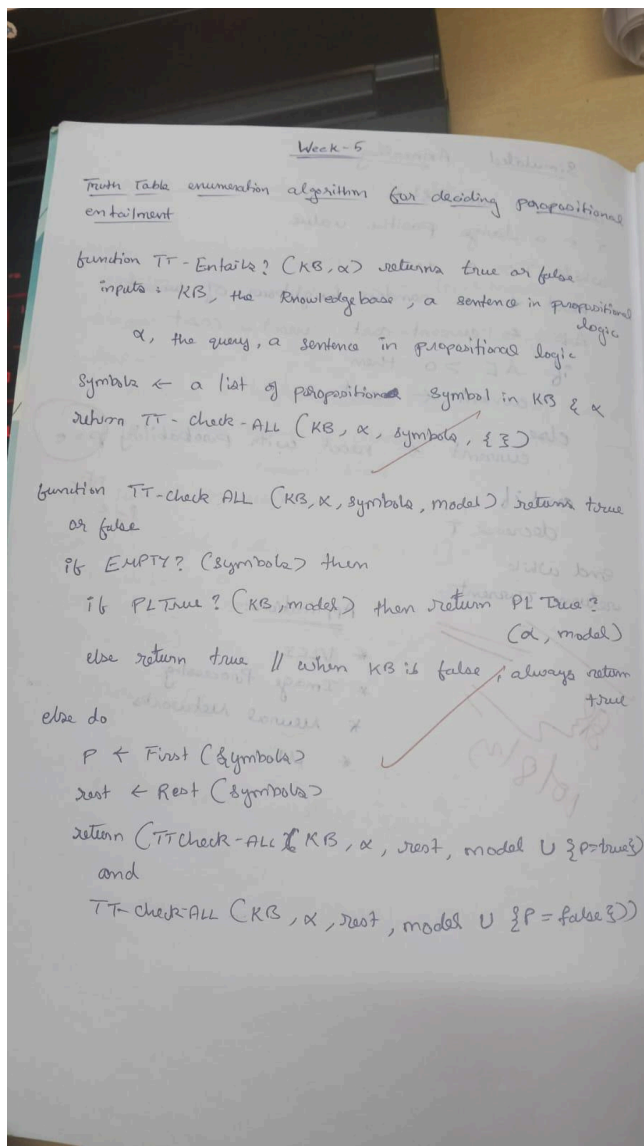 Week-5
Truth Table enumeration algorithm for deciding propositional
entailment
function TT-Entails? (KB, α) returns true or false
inputs: KB, the knowledgebase, a sentence in propositional
logic
α, the query, a sentence in propositional logic
symbols ← a list of propositional symbol in KB & α
return TT-check-ALL (KB, α, symbols, { })
function TT-check ALL (KB, α, symbols, model) returns true
or false
if EMPTY? (symbols) then
if PLTrue? (KB, model) then return PL True?
(α, model)
else return true // when KB is false, always return
true
else do
P ← First (symbols)
rest ← Rest (symbols)
return (TTCheck-ALL (KB, α, rest, model ∪ {P=true})
and
TT-check-ALL (KB, α, rest, model ∪ {P = false}))